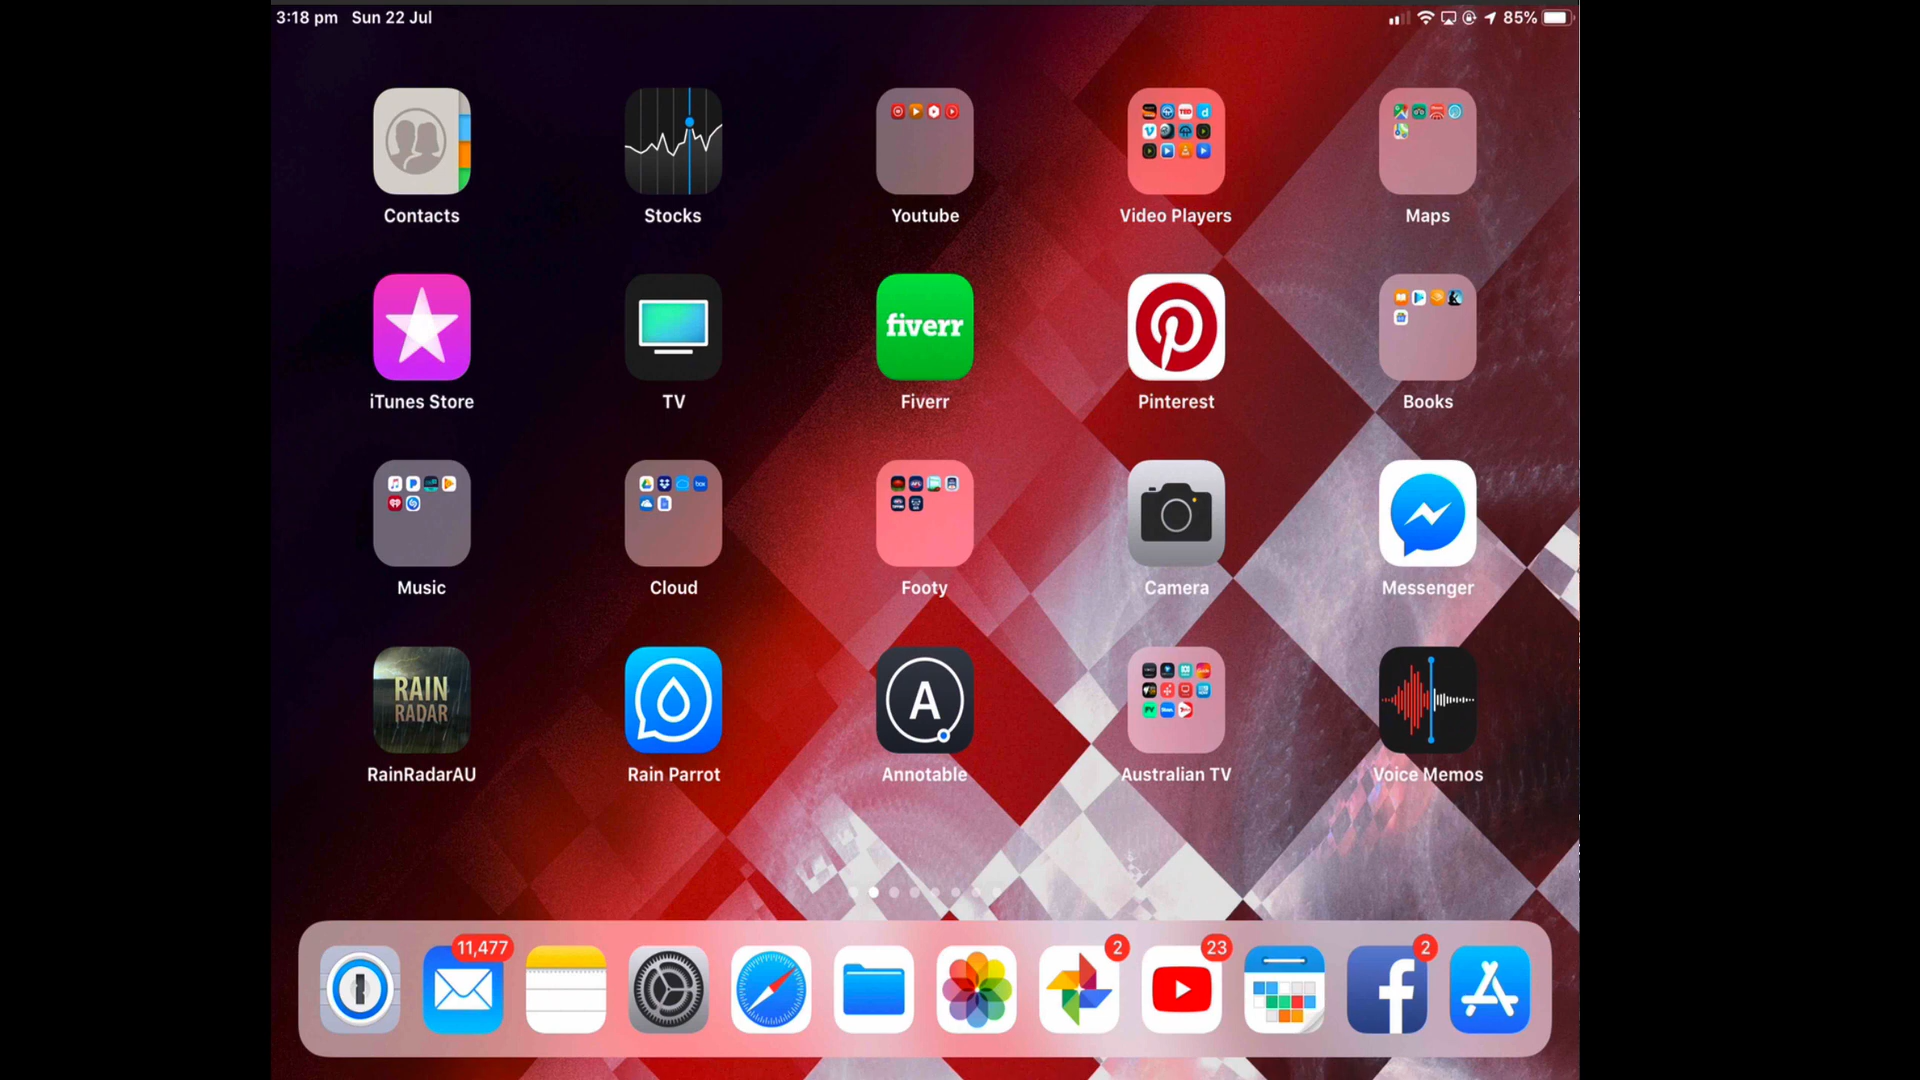 3:18 pm Sun 22 Jul
85%
Contacts
Stocks
Youtube
Video Players
Maps
iTunes Store
TV
fiverr
Fiverr
Pinterest
Books
Music
Cloud
Footy
Camera
Messenger
RAIN
RADAR
A
RainRadarAU
Rain Parrot
Annotable
Australian TV
Voice Memos
11,477
2
23
2